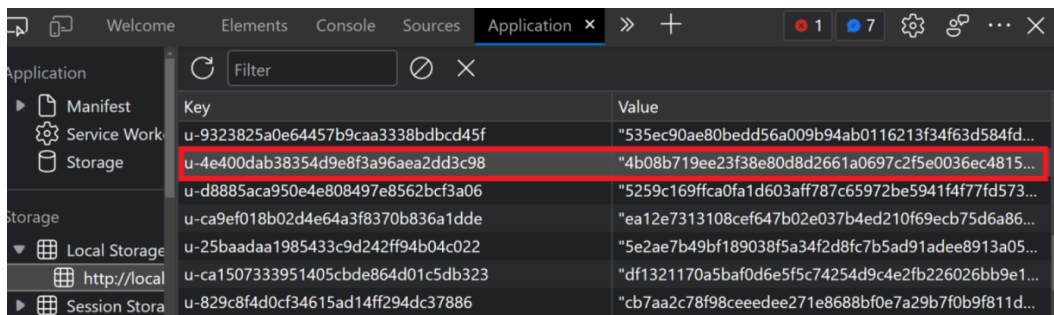 Welcome Elements Console Sources Application × » + 1 7 ··· ×
Application Filter
Manifest Key Value
Service Work u-9323825a0e64457b9caa3338bdbcd45f "535ec90ae80bedd56a009b94ab0116213f34f63d584fd...
Storage u-4e400dab38354d9e8f3a96aea2dd3c98 "4b08b719ee23f38e80d8d2661a0697c2f5e0036ec4815...
u-d8885aca950e4e808497e8562bcf3a06 "5259c169ffca0fa1d603aff787c65972be5941f4f77fd573...
Storage u-ca9ef018b02d4e64a3f8370b836a1dde "ea12e7313108cef647b02e037b4ed210f69ecb75d6a86...
Local Storage u-25baadaa1985433c9d242ff94b04c022 "5e2ae7b49bf189038f5a34f2d8fc7b5ad91adee8913a05...
http://local u-ca1507333951405cbde864d01c5db323 "df1321170a5baf0d6e5f5c74254d9c4e2fb226026bb9e1...
Session Stora u-829c8f4d0cf34615ad14ff294dc37886 "cb7aa2c78f98ceeedee271e8688bf0e7a29b7f0b9f811d...